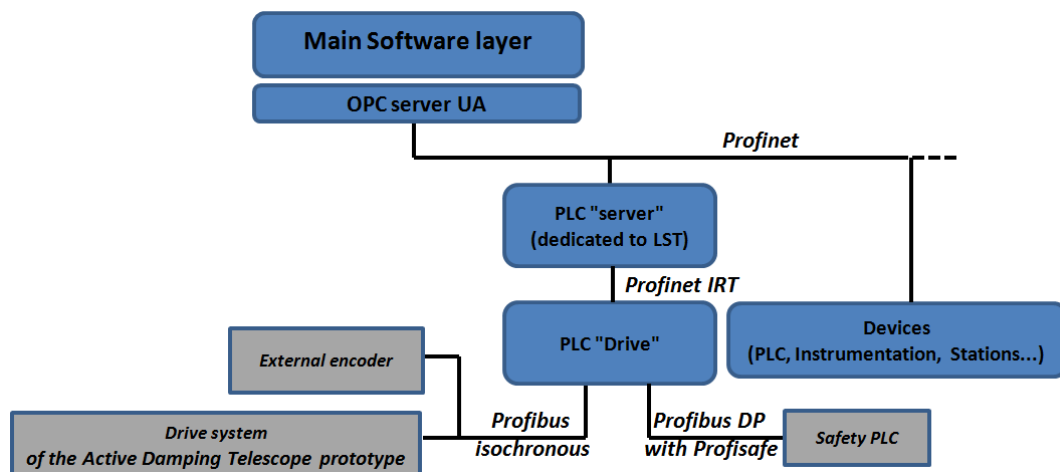 Main Software layer
OPC server UA
Profinet
PLC "server"
(dedicated to LST)
Profinet IRT
PLC "Drive"
Devices
(PLC, Instrumentation, Stations...)
External encoder
Profibus
isochronous
Profibus DP
with Profisafe
Drive system
of the Active Damping Telescope prototype
Safety PLC